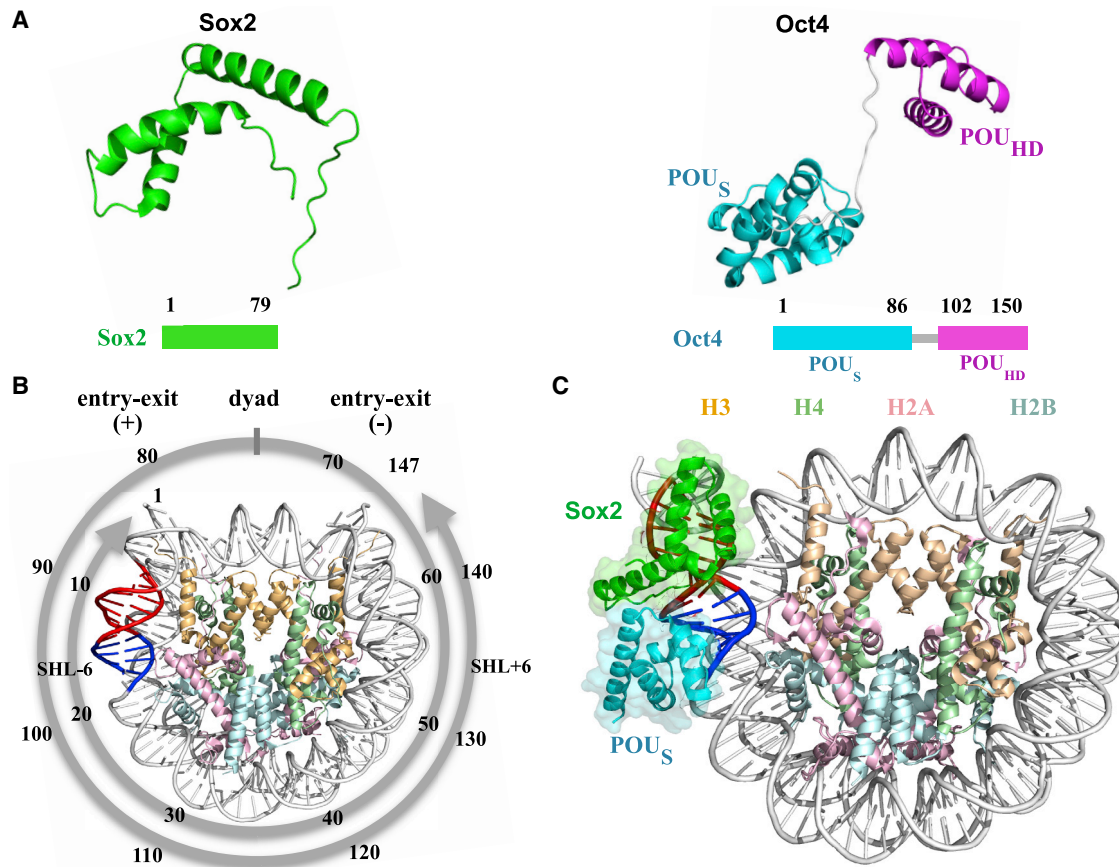 A
Sox2
Oct4
POU_HD
POU_S
1 79
Sox2
1 86 102 150
Oct4
POU_S POU_HD
B
entry-exit (+) dyad entry-exit (-)
80 70 147
1
90 10 60 140
SHL-6 SHL+6
20 50
100 130
30 40
110 120
C
H3 H4 H2A H2B
Sox2
POU_S